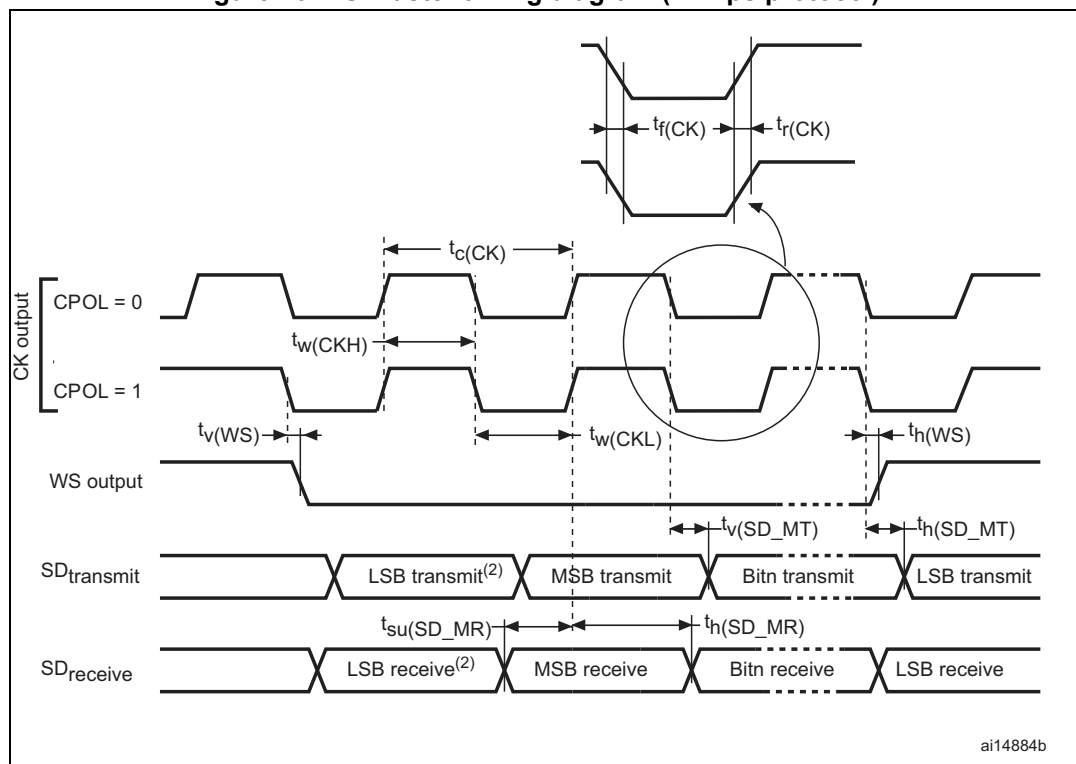 tf(CK)
tr(CK)
tc(CK)
CK output
CPOL = 0
tw(CKH)
CPOL = 1
tv(WS)
tw(CKL)
th(WS)
WS output
tv(SD_MT)
th(SD_MT)
SDtransmit
LSB transmit(2)
MSB transmit
Bitn transmit
LSB transmit
tsu(SD_MR)
th(SD_MR)
SDreceive
LSB receive(2)
MSB receive
Bitn receive
LSB receive
ai14884b